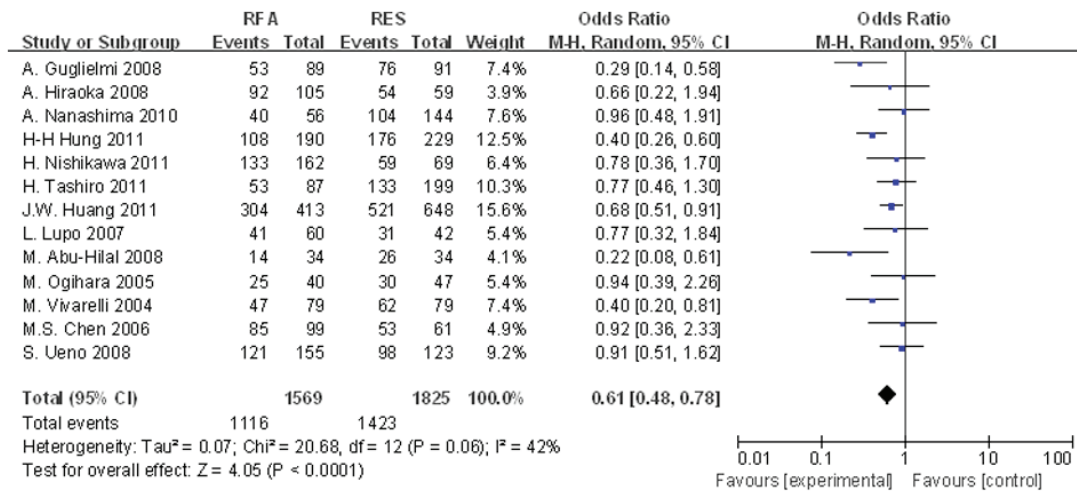 RFA RES Odds Ratio Odds Ratio
Study or Subgroup Events Total Events Total Weight M-H, Random, 95% CI M-H, Random, 95% CI
A. Guglielmi 2008 53 89 76 91 7.4% 0.29 [0.14, 0.58]
A. Hiraoka 2008 92 105 54 59 3.9% 0.66 [0.22, 1.94]
A. Nanashima 2010 40 56 104 144 7.6% 0.96 [0.48, 1.91]
H-H Hung 2011 108 190 176 229 12.5% 0.40 [0.26, 0.60]
H. Nishikawa 2011 133 162 59 69 6.4% 0.78 [0.36, 1.70]
H. Tashiro 2011 53 87 133 199 10.3% 0.77 [0.46, 1.30]
J.W. Huang 2011 304 413 521 648 15.6% 0.68 [0.51, 0.91]
L. Lupo 2007 41 60 31 42 5.4% 0.77 [0.32, 1.84]
M. Abu-Hilal 2008 14 34 26 34 4.1% 0.22 [0.08, 0.61]
M. Ogihara 2005 25 40 30 47 5.4% 0.94 [0.39, 2.26]
M. Vivarelli 2004 47 79 62 79 7.4% 0.40 [0.20, 0.81]
M.S. Chen 2006 85 99 53 61 4.9% 0.92 [0.36, 2.33]
S. Ueno 2008 121 155 98 123 9.2% 0.91 [0.51, 1.62]
Total (95% CI) 1569 1825 100.0% 0.61 [0.48, 0.78]
Total events 1116 1423
Heterogeneity: Tau² = 0.07; Chi² = 20.68, df = 12 (P = 0.06); I² = 42%
Test for overall effect: Z = 4.05 (P < 0.0001)
0.01 0.1 1 10 100
Favours [experimental] Favours [control]